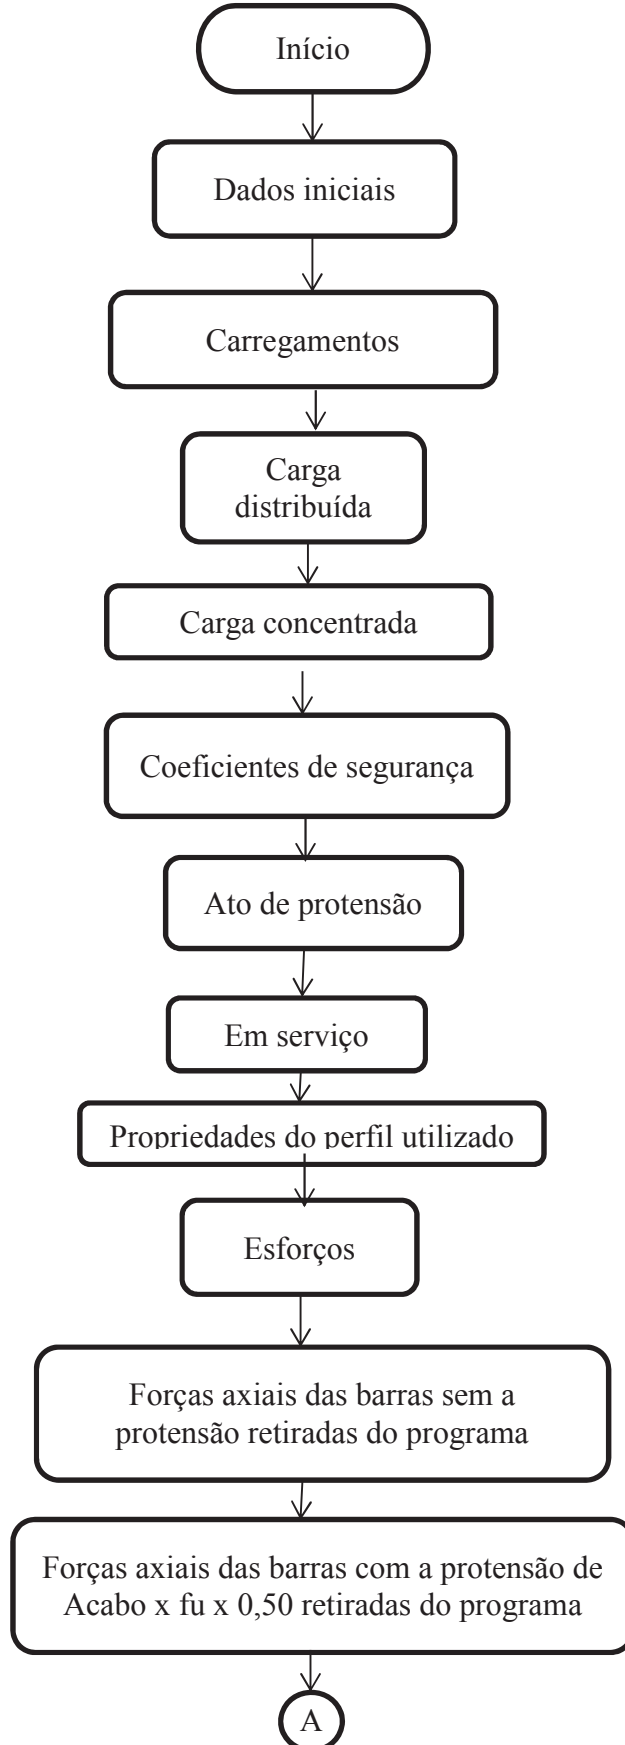 Início
Dados iniciais
Carregamentos
Carga
distribuída
Carga concentrada
Coeficientes de segurança
Ato de protensão
Em serviço
Propriedades do perfil utilizado
Esforços
Forças axiais das barras sem a
protensão retiradas do programa
Forças axiais das barras com a protensão de
Acabo x fu x 0,50 retiradas do programa
A